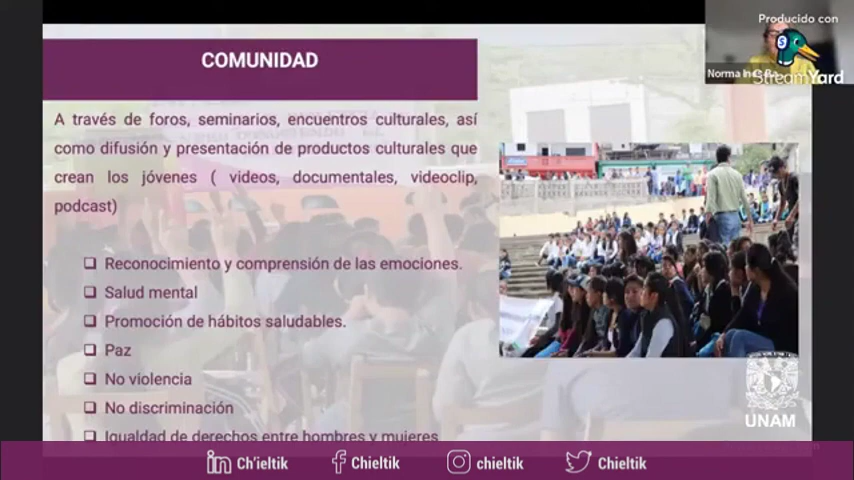 Producido con
StreamYard
COMUNIDAD
A través de foros, seminarios, encuentros culturales, así
como difusión y presentación de productos culturales que
crean los jóvenes ( videos, documentales, videoclip,
podcast)
❑ Reconocimiento y comprensión de las emociones.
❑ Salud mental
❑ Promoción de hábitos saludables.
❑ Paz
❑ No violencia
❑ No discriminación
❑ Igualdad de derechos entre hombres y mujeres
Norma
UNAM
Ch'ieltik
Chieltik
chieltik
Chieltik